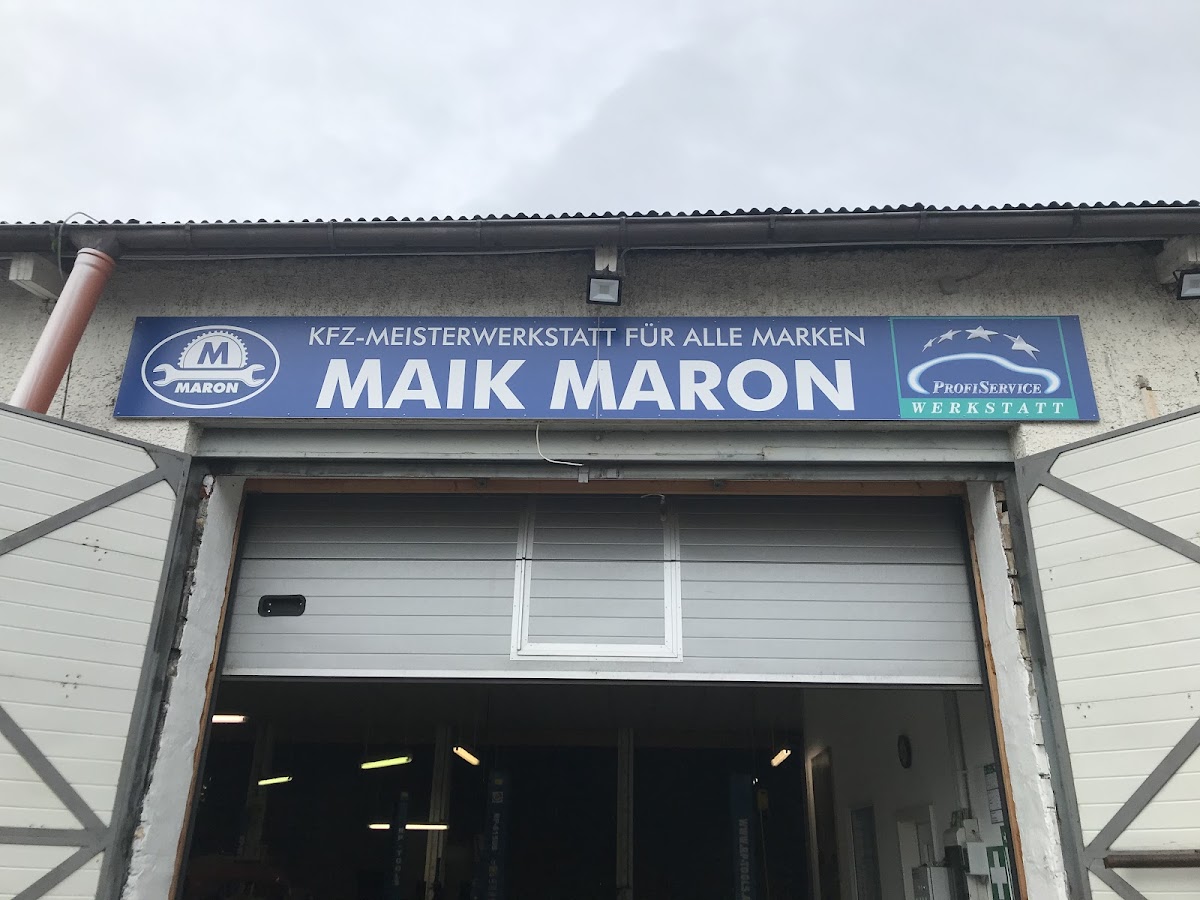 M
MARON
KFZ-MEISTERWERKSTATT FÜR ALLE MARKEN
MAIK MARON
PROFISERVICE
WERKSTATT